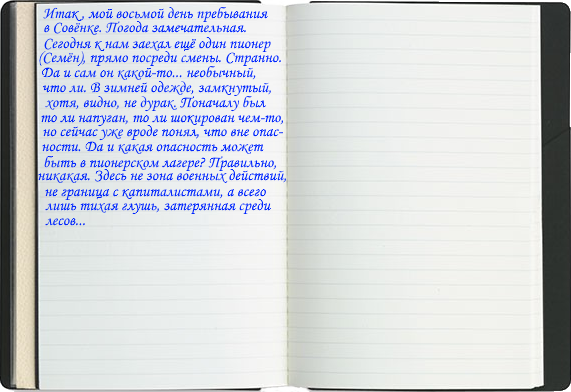 Итак, мой восьмой день пребывания
в Совёнке. Погода замечательная.
Сегодня к нам заехал ещё один пионер
(Семён), прямо посреди смены. Странно.
Да и сам он какой-то... необычный,
что ли. В зимней одежде, замкнутый,
хотя, видно, не дурак. Поначалу был
то ли напуган, то ли шокирован чем-то,
но сейчас уже вроде понял, что вне опас-
ности. Да и какая опасность может
быть в пионерском лагере? Правильно,
никакая. Здесь не зона военных действий,
не граница с капиталистами, а всего
лишь тихая глушь, затерянная среди
лесов...